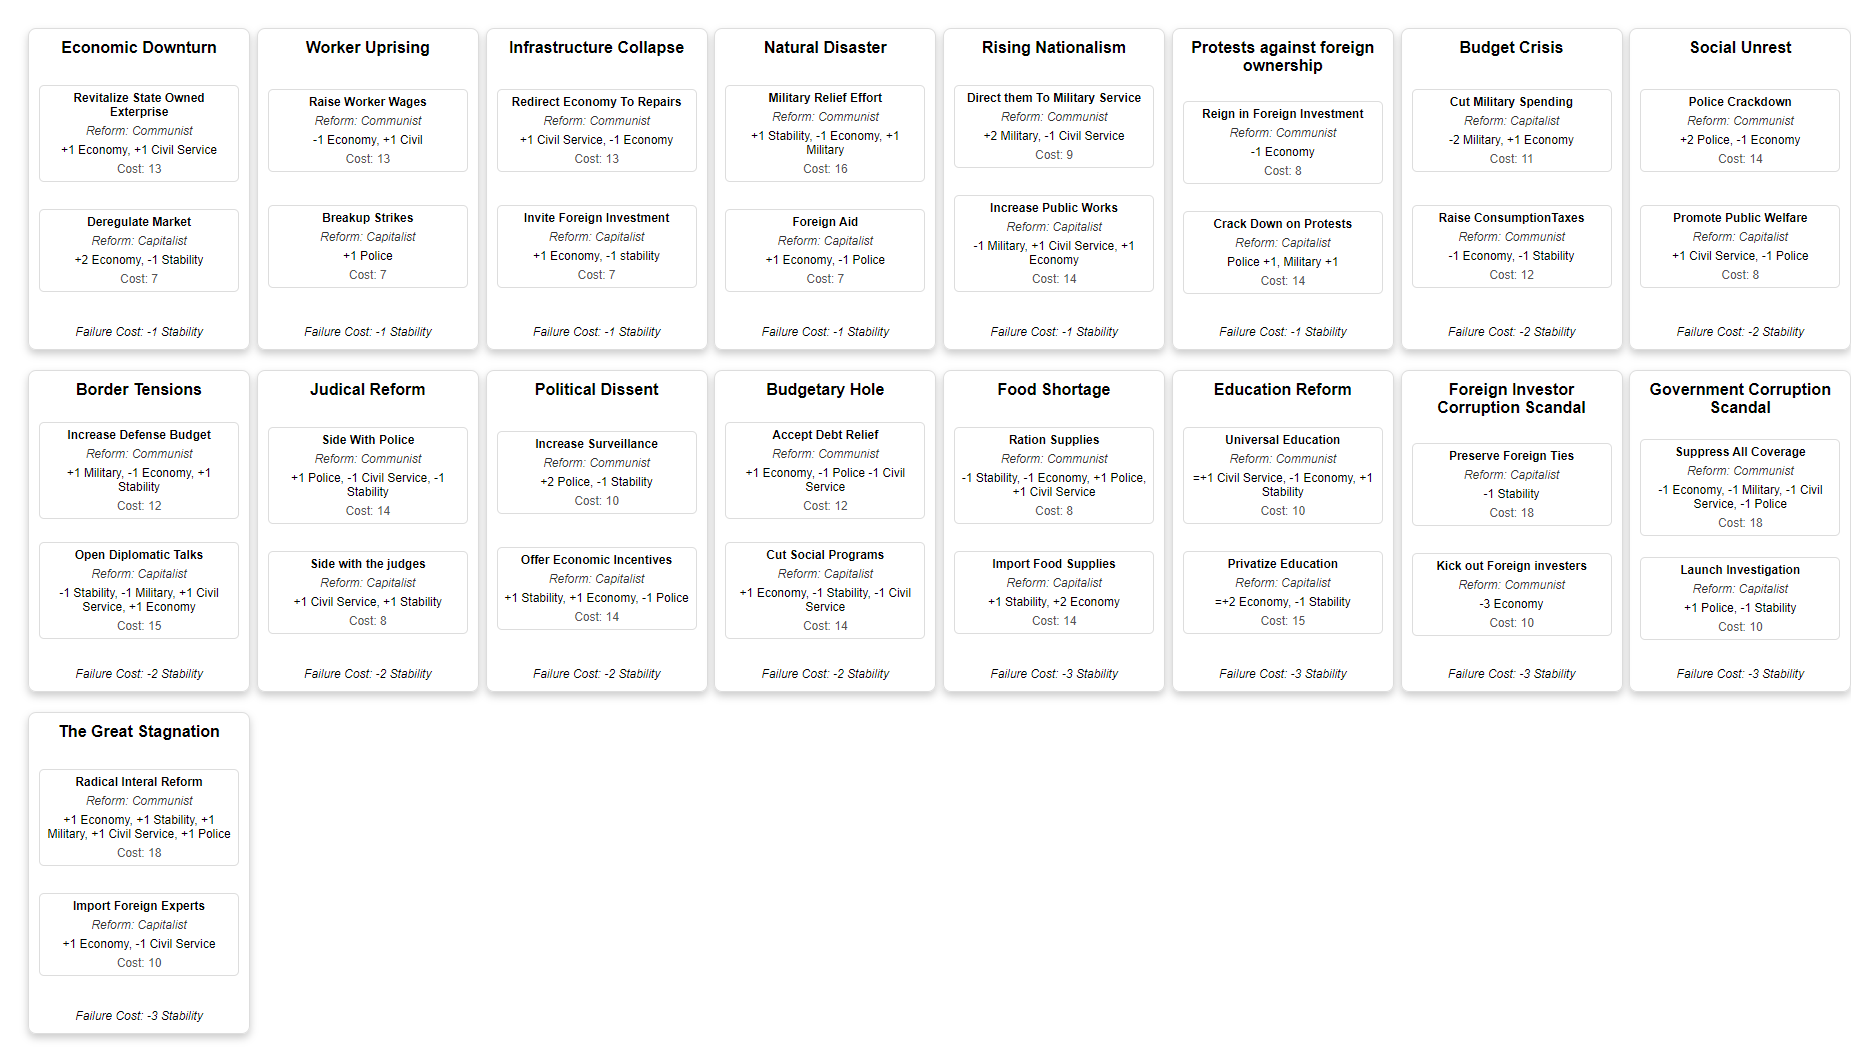 Economic Downturn
Revitalize State Owned
Enterprise
Reform: Communist
+1 Economy, +1 Civil Service
Cost: 13
Deregulate Market
Reform: Capitalist
+2 Economy, -1 Stability
Cost: 7
Failure Cost: -1 Stability
Worker Uprising
Raise Worker Wages
Reform: Communist
-1 Economy, +1 Civil
Cost: 13
Breakup Strikes
Reform: Capitalist
+1 Police
Cost: 7
Failure Cost: -1 Stability
Infrastructure Collapse
Redirect Economy To Repairs
Reform: Communist
+1 Civil Service, -1 Economy
Cost: 13
Invite Foreign Investment
Reform: Capitalist
+1 Economy, -1 stability
Cost: 7
Failure Cost: -1 Stability
Natural Disaster
Military Relief Effort
Reform: Communist
+1 Stability, -1 Economy, +1
Military
Cost: 16
Foreign Aid
Reform: Capitalist
+1 Economy, -1 Police
Cost: 7
Failure Cost: -1 Stability
Rising Nationalism
Direct them To Military Service
Reform: Communist
+2 Military, -1 Civil Service
Cost: 9
Increase Public Works
Reform: Capitalist
-1 Military, +1 Civil Service, +1
Economy
Cost: 14
Failure Cost: -1 Stability
Protests against foreign
ownership
Reign in Foreign Investment
Reform: Communist
-1 Economy
Cost: 8
Crack Down on Protests
Reform: Capitalist
Police +1, Military +1
Cost: 14
Failure Cost: -1 Stability
Budget Crisis
Cut Military Spending
Reform: Capitalist
-2 Military, +1 Economy
Cost: 11
Raise ConsumptionTaxes
Reform: Communist
-1 Economy, -1 Stability
Cost: 12
Failure Cost: -2 Stability
Social Unrest
Police Crackdown
Reform: Communist
+2 Police, -1 Economy
Cost: 14
Promote Public Welfare
Reform: Capitalist
+1 Civil Service, -1 Police
Cost: 8
Failure Cost: -2 Stability
Border Tensions
Increase Defense Budget
Reform: Communist
+1 Military, -1 Economy, +1
Stability
Cost: 12
Open Diplomatic Talks
Reform: Capitalist
-1 Stability, -1 Military, +1 Civil
Service, +1 Economy
Cost: 15
Failure Cost: -2 Stability
Judical Reform
Side With Police
Reform: Communist
+1 Police, -1 Civil Service, -1
Stability
Cost: 14
Side with the judges
Reform: Capitalist
+1 Civil Service, +1 Stability
Cost: 8
Failure Cost: -2 Stability
Political Dissent
Increase Surveillance
Reform: Communist
+2 Police, -1 Stability
Cost: 10
Offer Economic Incentives
Reform: Capitalist
+1 Stability, +1 Economy, -1 Police
Cost: 14
Failure Cost: -2 Stability
Budgetary Hole
Accept Debt Relief
Reform: Communist
+1 Economy, -1 Police -1 Civil
Service
Cost: 12
Cut Social Programs
Reform: Capitalist
+1 Economy, -1 Stability, -1 Civil
Service
Cost: 14
Failure Cost: -2 Stability
Food Shortage
Ration Supplies
Reform: Communist
-1 Stability, -1 Economy, +1 Police,
+1 Civil Service
Cost: 8
Import Food Supplies
Reform: Capitalist
+1 Stability, +2 Economy
Cost: 14
Failure Cost: -3 Stability
Education Reform
Universal Education
Reform: Communist
=+1 Civil Service, -1 Economy, +1
Stability
Cost: 10
Privatize Education
Reform: Capitalist
=+2 Economy, -1 Stability
Cost: 15
Failure Cost: -3 Stability
Foreign Investor
Corruption Scandal
Preserve Foreign Ties
Reform: Capitalist
-1 Stability
Cost: 18
Kick out Foreign investers
Reform: Communist
-3 Economy
Cost: 10
Failure Cost: -3 Stability
Government Corruption
Scandal
Suppress All Coverage
Reform: Communist
-1 Economy, -1 Military, -1 Civil
Service, -1 Police
Cost: 18
Launch Investigation
Reform: Capitalist
+1 Police, -1 Stability
Cost: 10
Failure Cost: -3 Stability
The Great Stagnation
Radical Interal Reform
Reform: Communist
+1 Economy, +1 Stability, +1
Military, +1 Civil Service, +1 Police
Cost: 18
Import Foreign Experts
Reform: Capitalist
+1 Economy, -1 Civil Service
Cost: 10
Failure Cost: -3 Stability